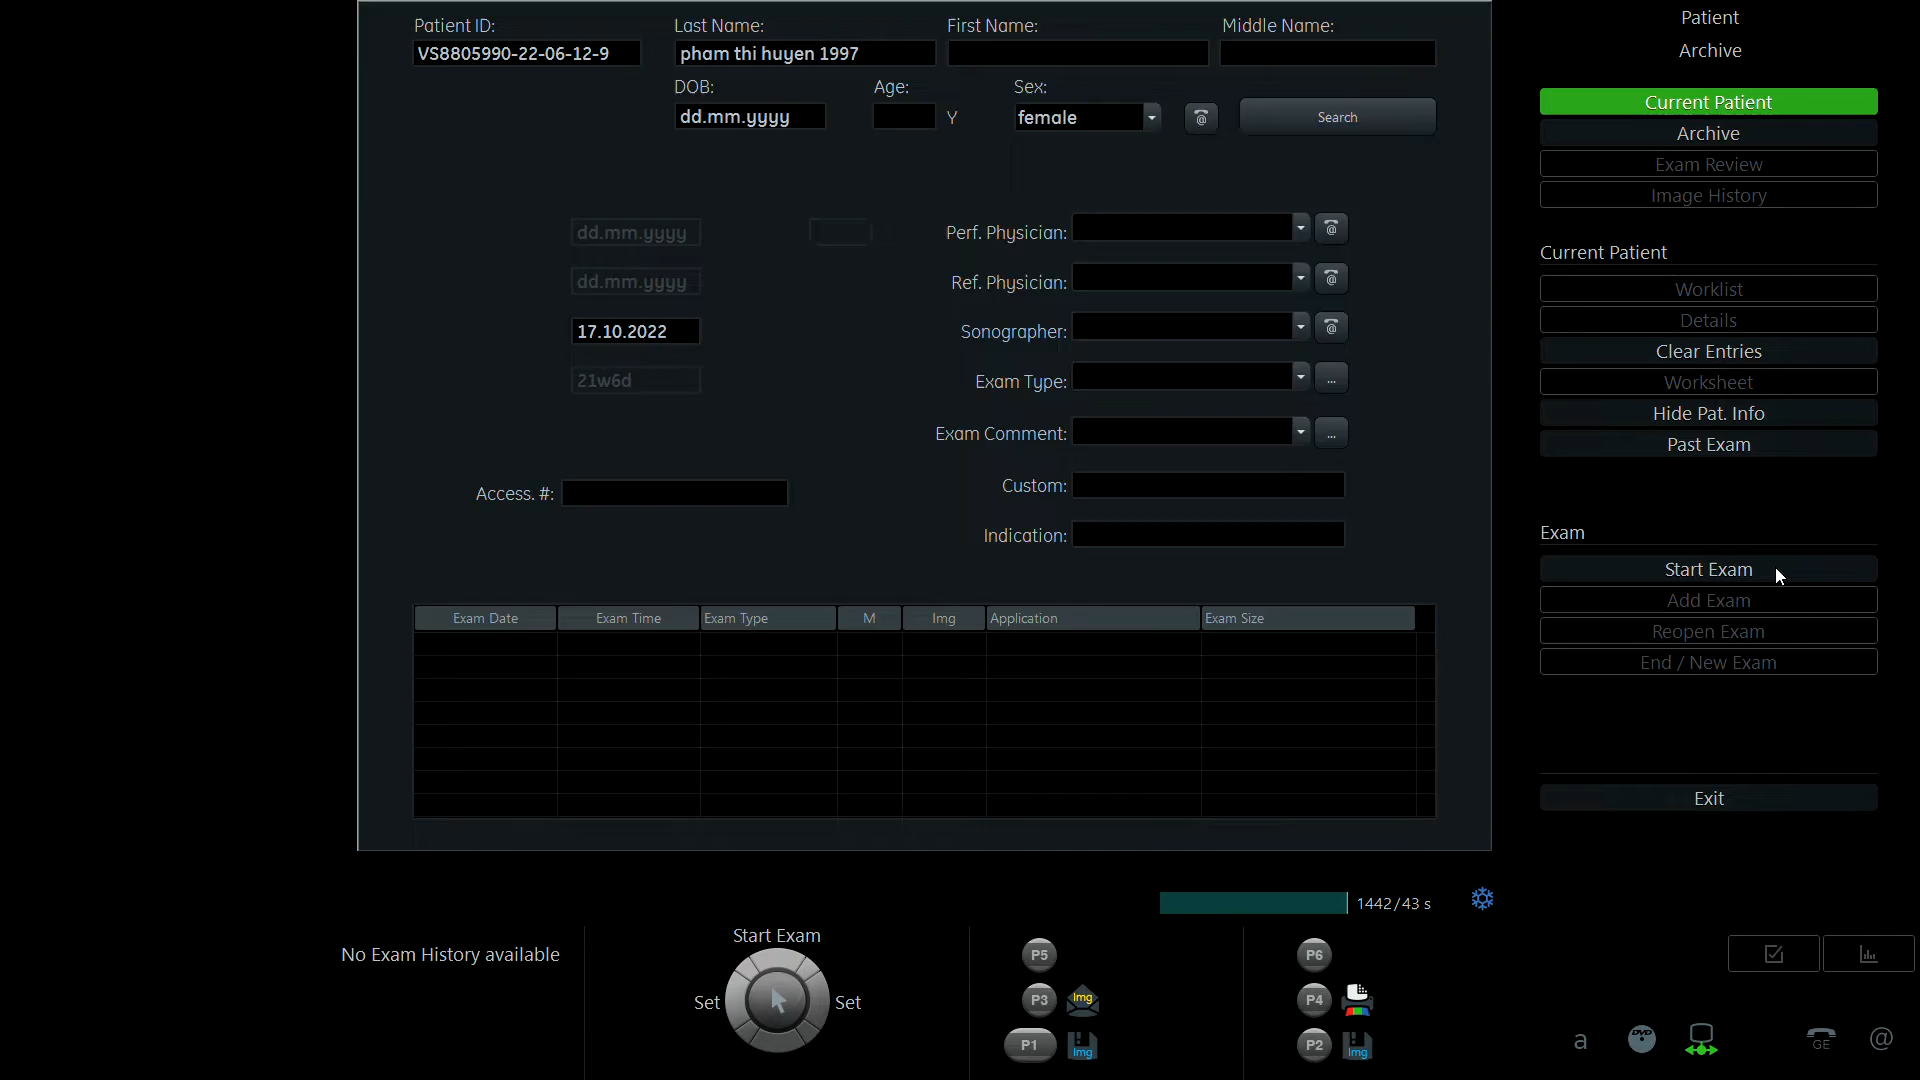 Patient ID: Last Name: First Name: Middle Name:
VS8805990-22-06-12-9 pham thi huyen 1997
DOB: Age: Sex:
dd.mm.yyyy Y female @ Search
dd.mm.yyyy Perf. Physician: @
dd.mm.yyyy Ref. Physician: @
17.10.2022 Sonographer: @
21w6d Exam Type: ...
Exam Comment: ...
Access. #: Custom:
Indication:
Exam Date Exam Time Exam Type M Img Application Exam Size
1442/43 s
No Exam History available
Start Exam
Set Set
P5 P6
P3 Img P4
P1 Img P2 Img
Patient
Archive
Current Patient
Archive
Exam Review
Image History
Current Patient
Worklist
Details
Clear Entries
Worksheet
Hide Pat. Info
Past Exam
Exam
Start Exam
Add Exam
Reopen Exam
End / New Exam
Exit
a DVD GE @